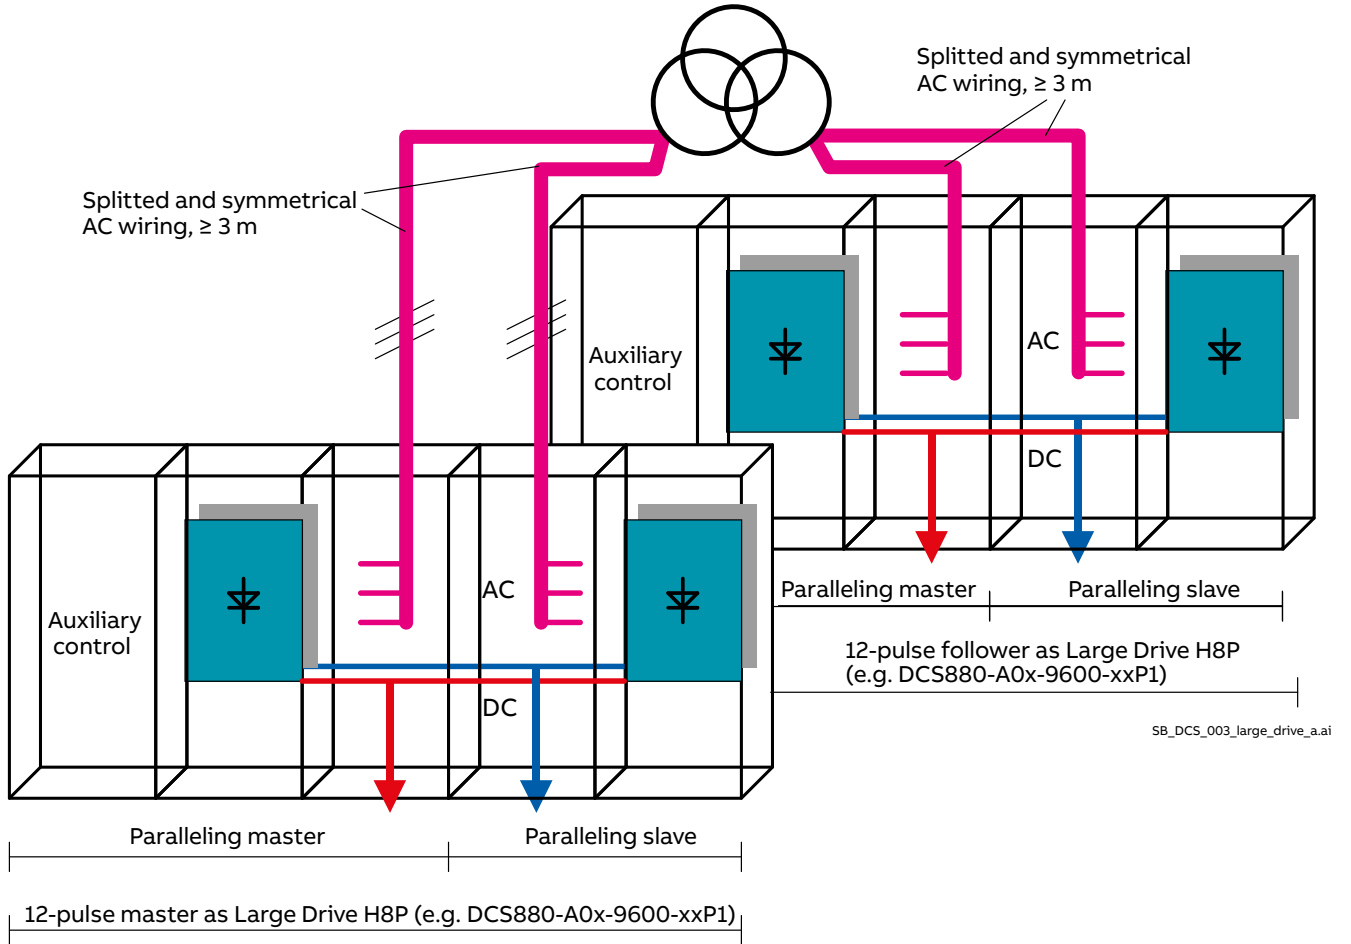 Splitted and symmetrical
AC wiring, ≥ 3 m
Splitted and symmetrical
AC wiring, ≥ 3 m
Auxiliary
control
AC
DC
Paralleling master
Paralleling slave
12-pulse follower as Large Drive H8P
(e.g. DCS880-A0x-9600-xxP1)
SB_DCS_003_large_drive_a.ai
Auxiliary
control
AC
DC
Paralleling master
Paralleling slave
12-pulse master as Large Drive H8P (e.g. DCS880-A0x-9600-xxP1)